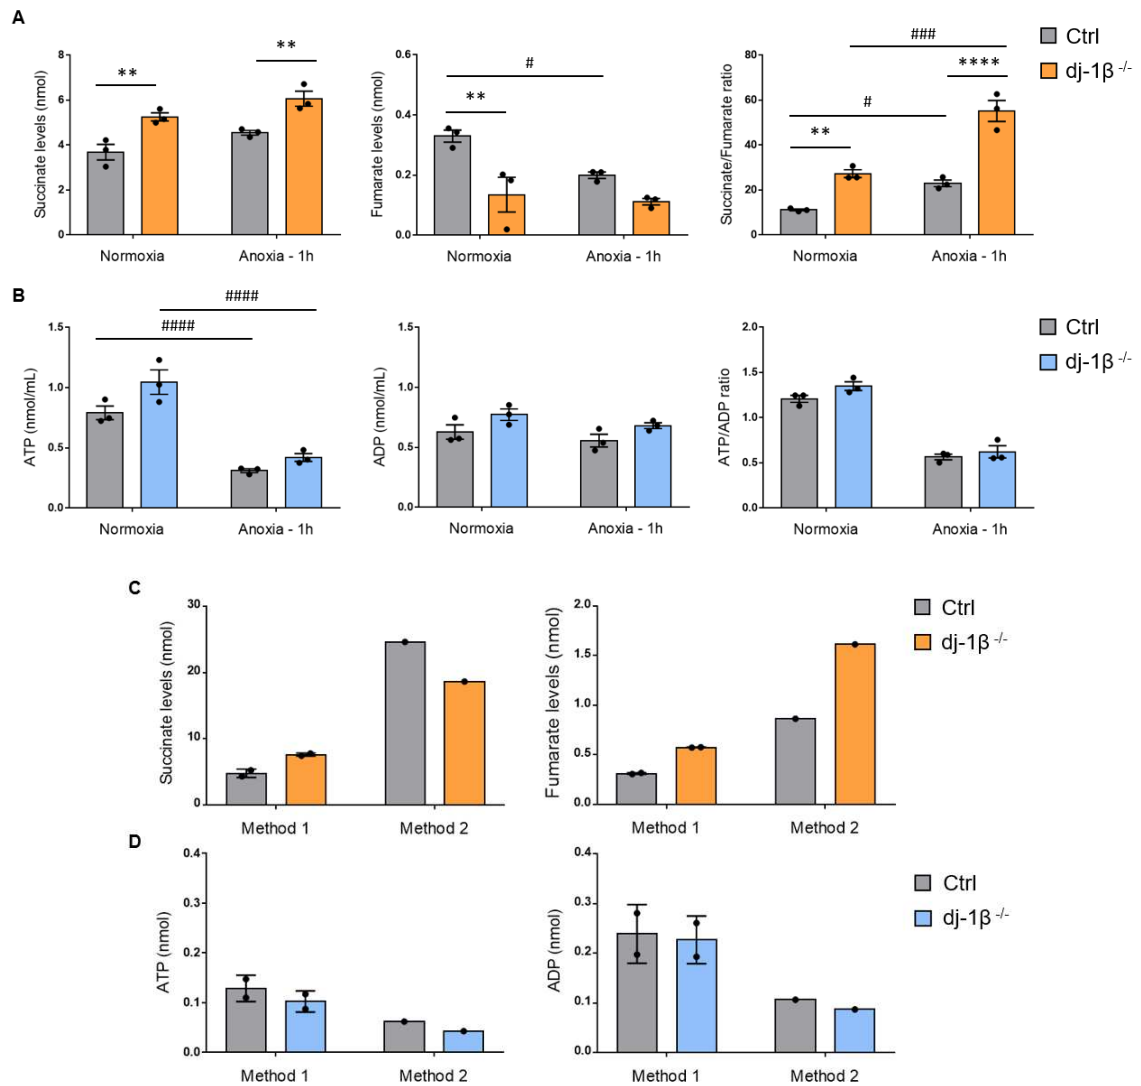 A
Ctrl
dj-1β -/-
Succinate levels (nmol)
8
6
4
2
0
**
**
Normoxia
Anoxia - 1h
Fumarate levels (nmol)
0.6
0.4
0.2
0.0
#
**
Normoxia
Anoxia - 1h
Succinate/Fumarate ratio
80
60
40
20
0
###
****
#
**
Normoxia
Anoxia - 1h
B
Ctrl
dj-1β -/-
ATP (nmol/mL)
1.5
1.0
0.5
0.0
####
####
Normoxia
Anoxia - 1h
ADP (nmol/mL)
1.5
1.0
0.5
0.0
Normoxia
Anoxia - 1h
ATP/ADP ratio
2.0
1.5
1.0
0.5
0.0
Normoxia
Anoxia - 1h
C
Ctrl
dj-1β -/-
Succinate levels (nmol)
30
20
10
0
Method 1
Method 2
Fumarate levels (nmol)
2.0
1.5
1.0
0.5
0.0
Method 1
Method 2
D
Ctrl
dj-1β -/-
ATP (nmol)
0.4
0.3
0.2
0.1
0.0
Method 1
Method 2
ADP (nmol)
0.4
0.3
0.2
0.1
0.0
Method 1
Method 2